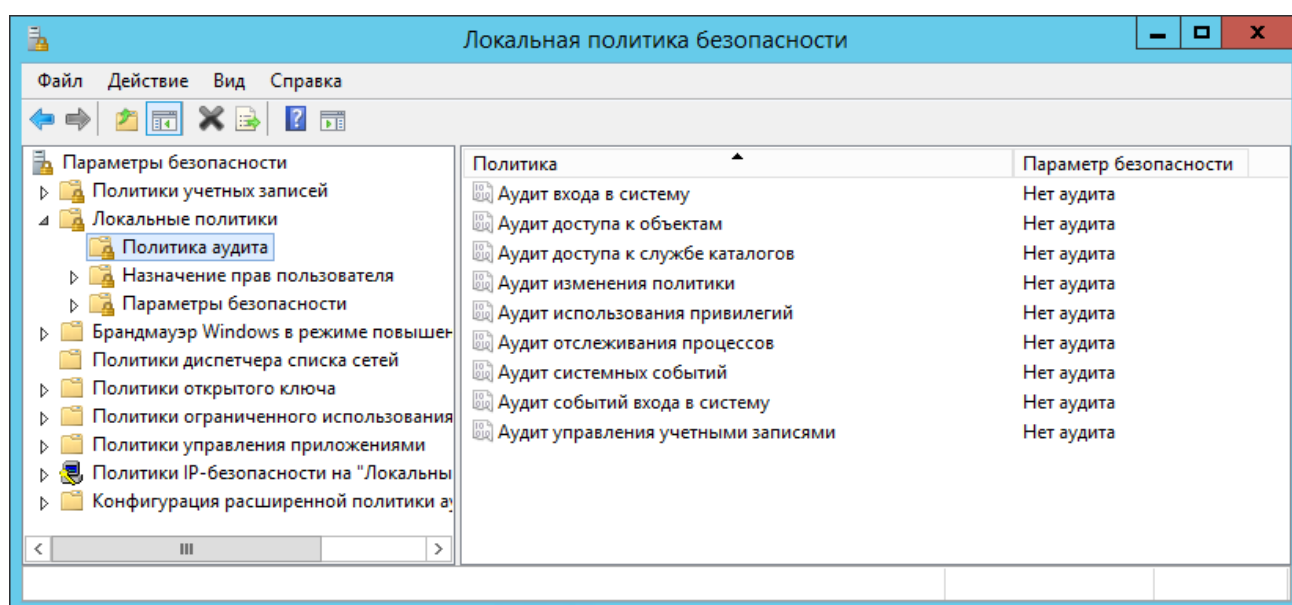 Локальная политика безопасности
Файл Действие Вид Справка
Параметры безопасности
Политики учетных записей
Локальные политики
Политика аудита
Назначение прав пользователя
Параметры безопасности
Брандмауэр Windows в режиме повышен
Политики диспетчера списка сетей
Политики открытого ключа
Политики ограниченного использования
Политики управления приложениями
Политики IP-безопасности на "Локальны
Конфигурация расширенной политики ау
Политика Параметр безопасности
Аудит входа в систему Нет аудита
Аудит доступа к объектам Нет аудита
Аудит доступа к службе каталогов Нет аудита
Аудит изменения политики Нет аудита
Аудит использования привилегий Нет аудита
Аудит отслеживания процессов Нет аудита
Аудит системных событий Нет аудита
Аудит событий входа в систему Нет аудита
Аудит управления учетными записями Нет аудита